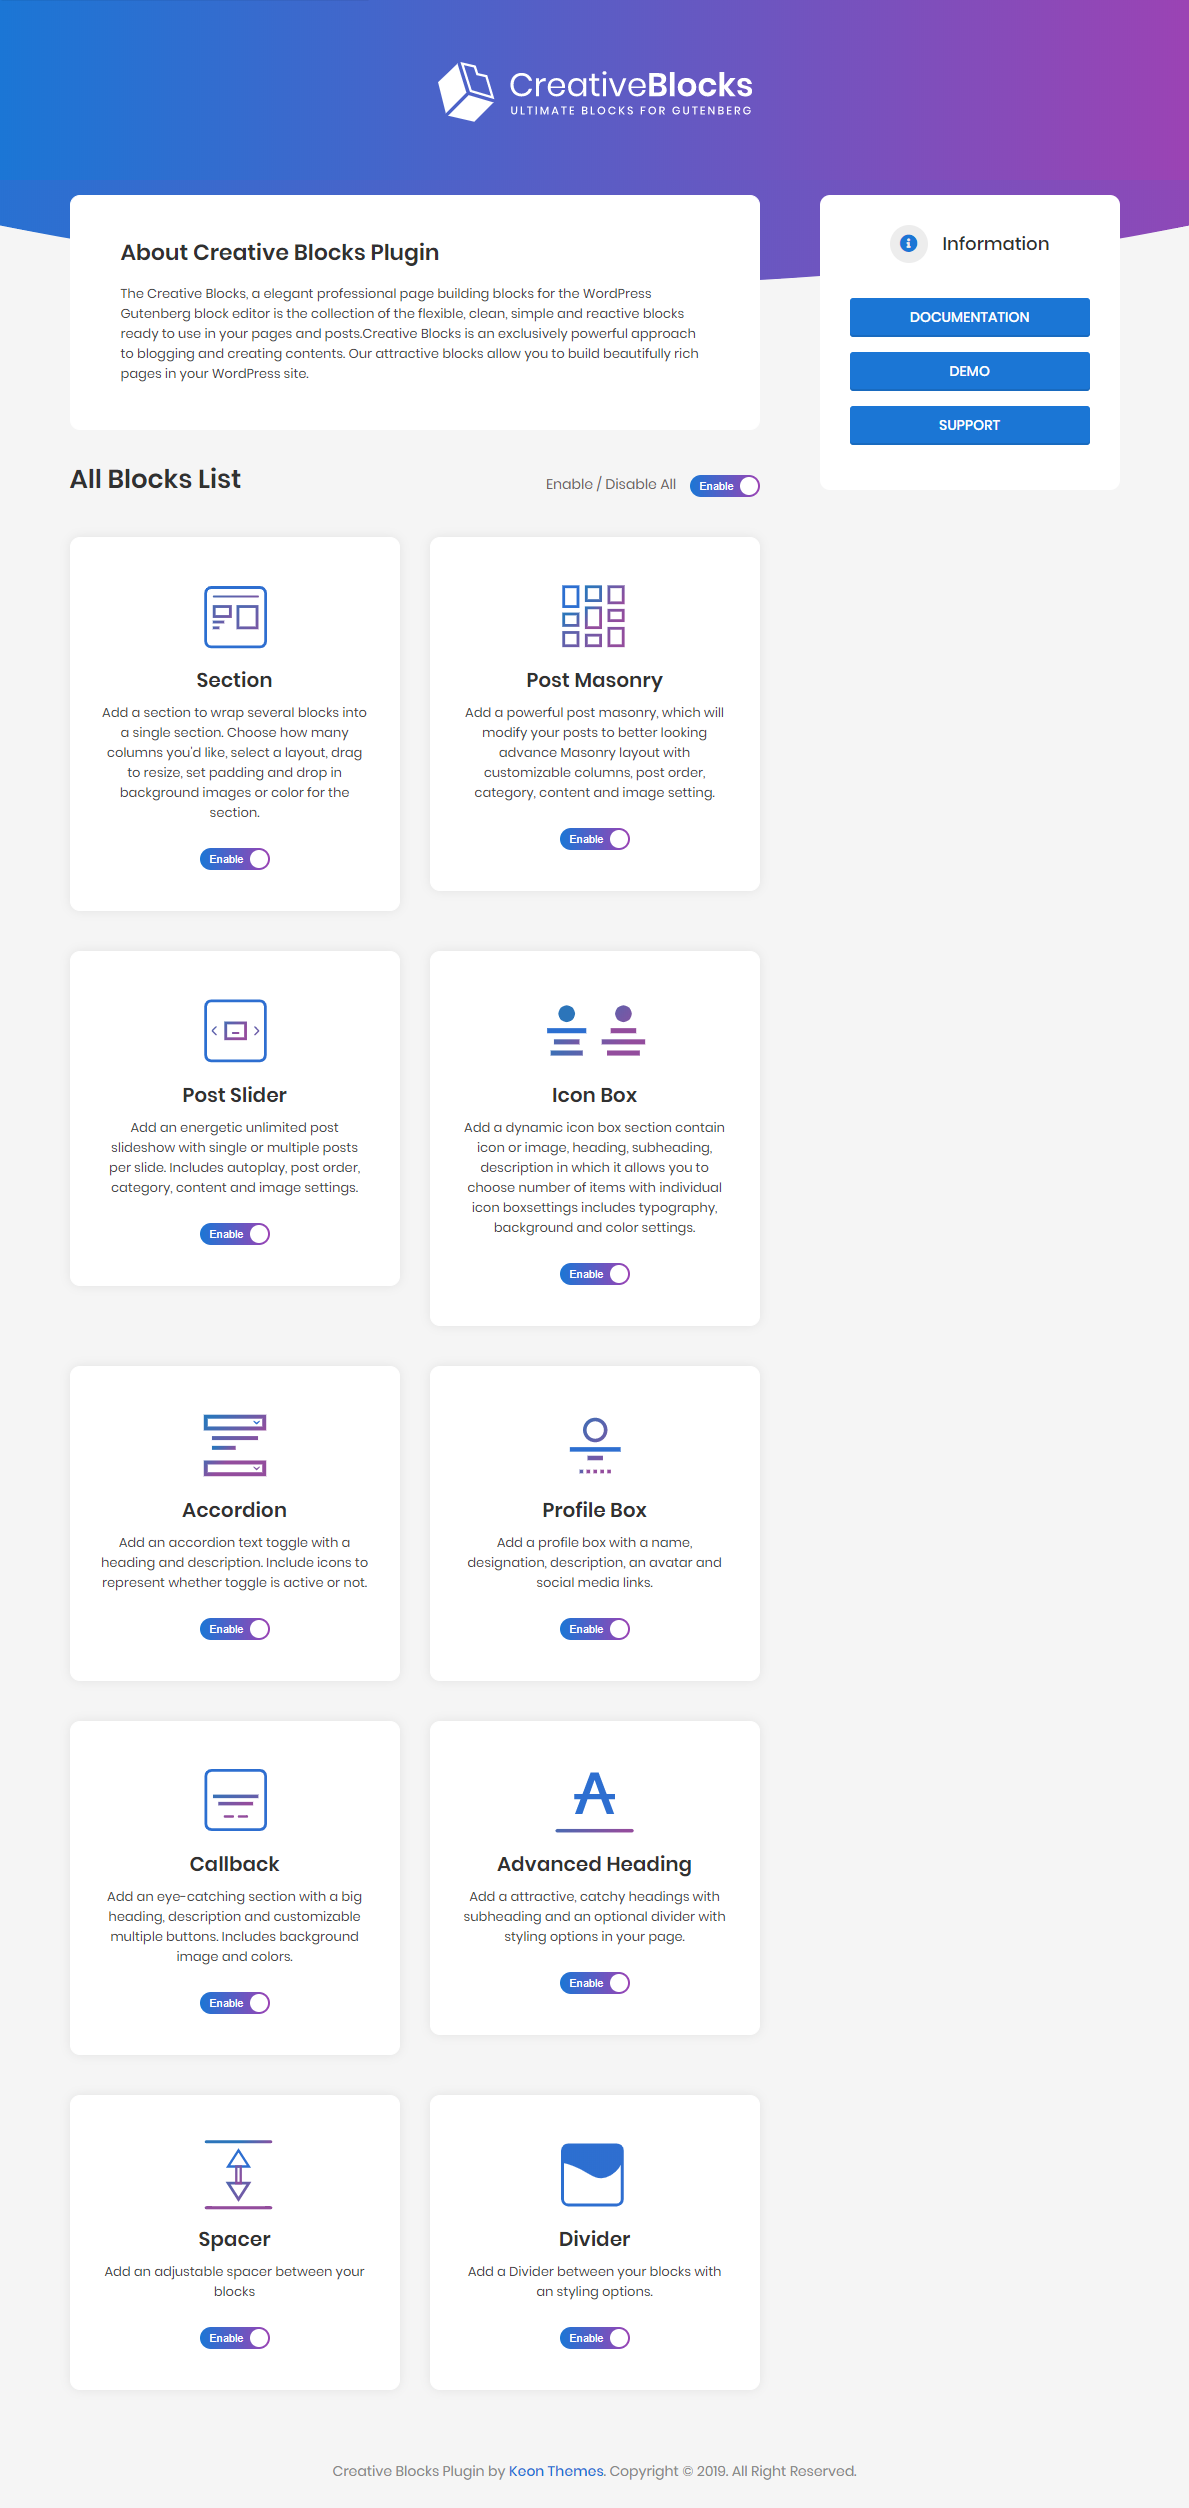 CreativeBlocks
ULTIMATE BLOCKS FOR GUTENBERG
About Creative Blocks Plugin
The Creative Blocks, a elegant professional page building blocks for the WordPress
Gutenberg block editor is the collection of the flexible, clean, simple and reactive blocks
ready to use in your pages and posts.Creative Blocks is an exclusively powerful approach
to blogging and creating contents. Our attractive blocks allow you to build beautifully rich
pages in your WordPress site.
Information
DOCUMENTATION
DEMO
SUPPORT
All Blocks List
Enable / Disable All
Enable
Section
Add a section to wrap several blocks into
a single section. Choose how many
columns you'd like, select a layout, drag
to resize, set padding and drop in
background images or color for the
section.
Enable
Post Masonry
Add a powerful post masonry, which will
modify your posts to better looking
advance Masonry layout with
customizable columns, post order,
category, content and image setting.
Enable
Post Slider
Add an energetic unlimited post
slideshow with single or multiple posts
per slide. Includes autoplay, post order,
category, content and image settings.
Enable
Icon Box
Add a dynamic icon box section contain
icon or image, heading, subheading,
description in which it allows you to
choose number of items with individual
icon boxsettings includes typography,
background and color settings.
Enable
Accordion
Add an accordion text toggle with a
heading and description. Include icons to
represent whether toggle is active or not.
Enable
Profile Box
Add a profile box with a name,
designation, description, an avatar and
social media links.
Enable
Callback
Add an eye-catching section with a big
heading, description and customizable
multiple buttons. Includes background
image and colors.
Enable
Advanced Heading
Add a attractive, catchy headings with
subheading and an optional divider with
styling options in your page.
Enable
Spacer
Add an adjustable spacer between your
blocks
Enable
Divider
Add a Divider between your blocks with
an styling options.
Enable
Creative Blocks Plugin by Keon Themes. Copyright © 2019. All Right Reserved.